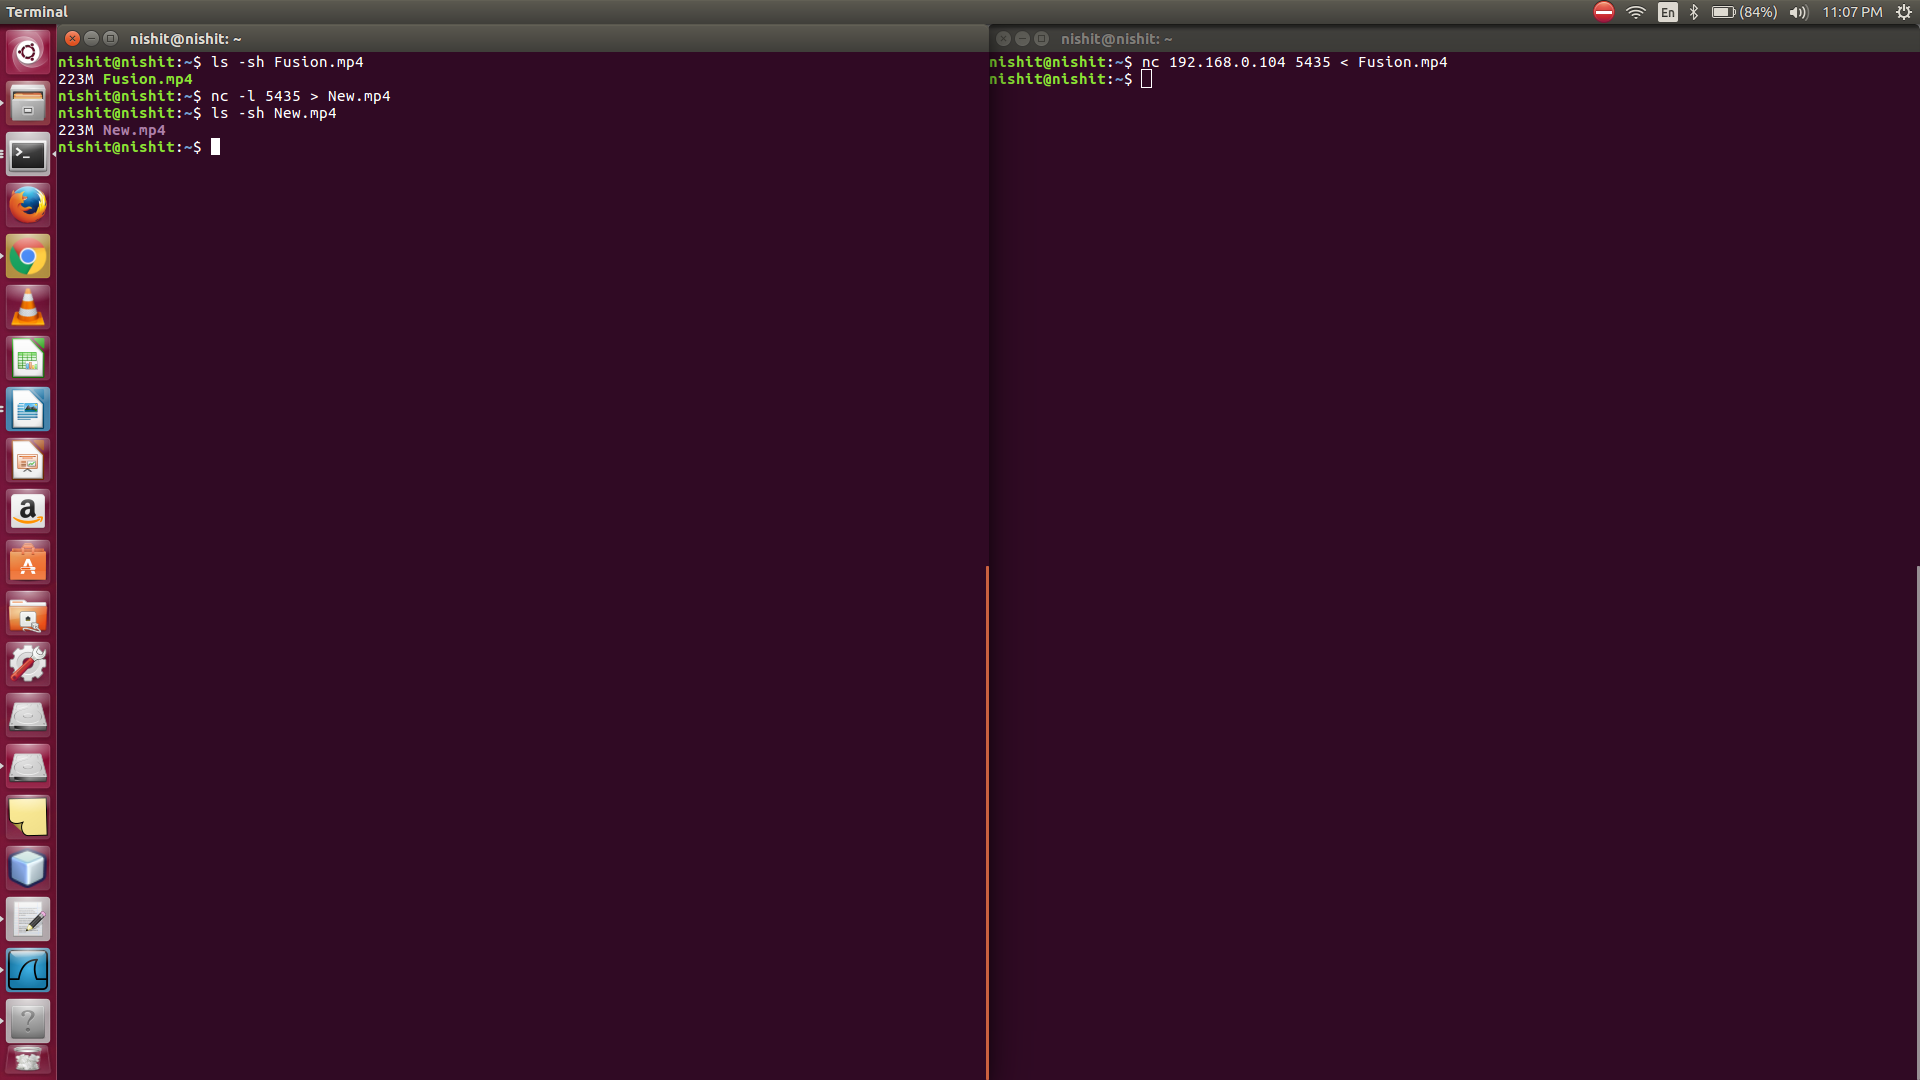 Terminal
En
(84%)
11:07 PM
nishit@nishit: ~
nishit@nishit:~$ ls -sh Fusion.mp4
223M Fusion.mp4
nishit@nishit:~$ nc -l 5435 > New.mp4
nishit@nishit:~$ ls -sh New.mp4
223M New.mp4
nishit@nishit:~$
nishit@nishit: ~
nishit@nishit:~$ nc 192.168.0.104 5435 < Fusion.mp4
nishit@nishit:~$